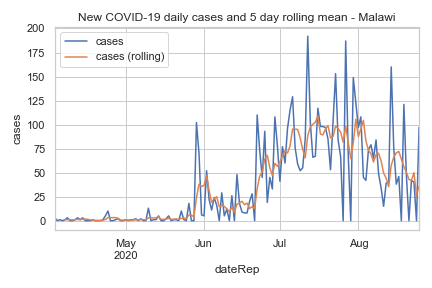 New COVID-19 daily cases and 5 day rolling mean - Malawi
200
175
150
125
100
75
50
25
0
cases
cases
cases (rolling)
May
2020
Jun
Jul
Aug
dateRep